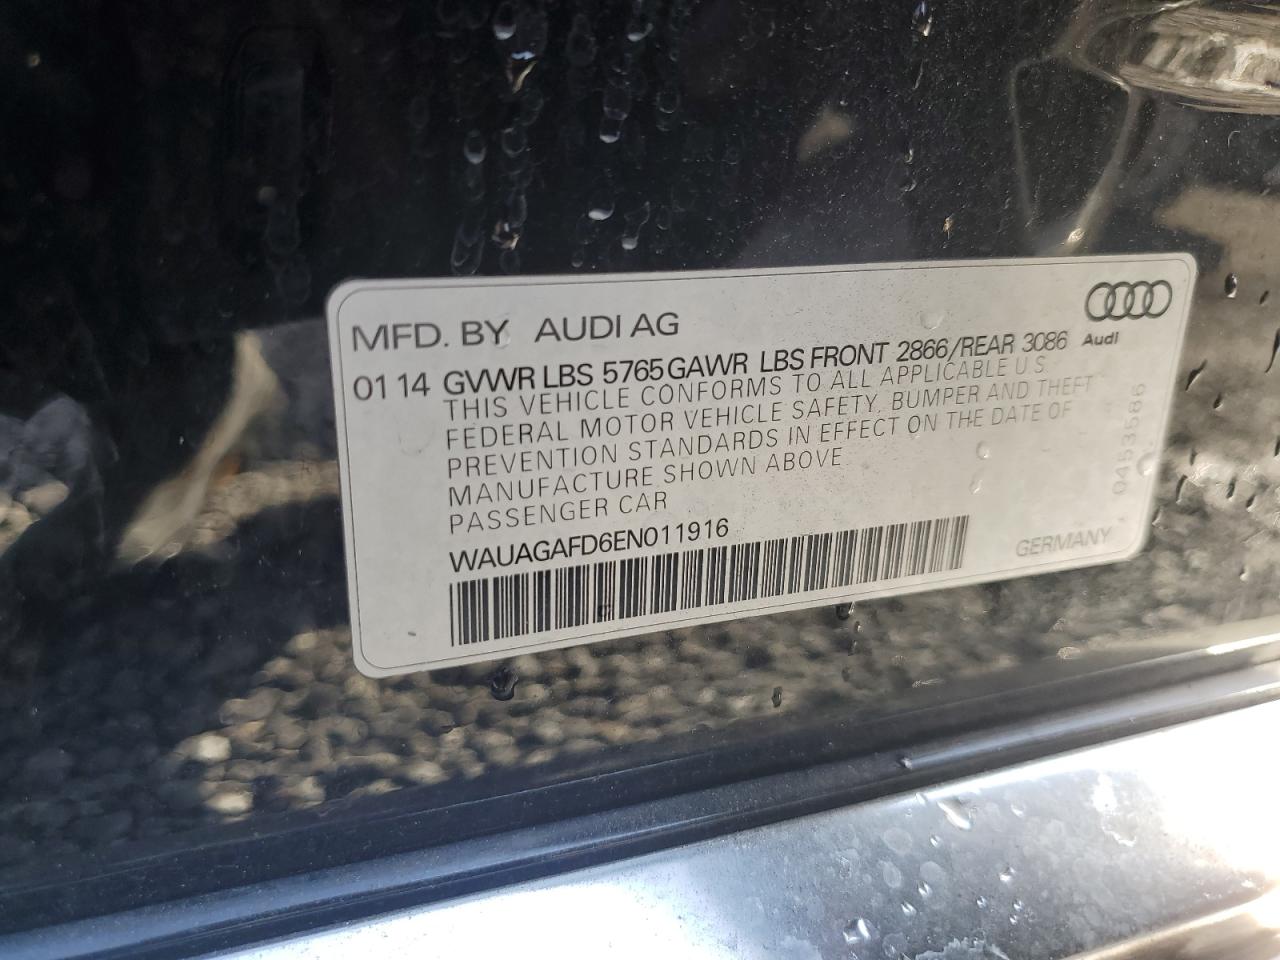 MFD. BY AUDI AG
Audi
01 14 GVWR LBS 5765 GAWR LBS FRONT 2866/REAR 3086
THIS VEHICLE CONFORMS TO ALL APPLICABLE U.S.
FEDERAL MOTOR VEHICLE SAFETY, BUMPER AND THEFT
PREVENTION STANDARDS IN EFFECT ON THE DATE OF
MANUFACTURE SHOWN ABOVE
PASSENGER CAR
WAUAGAFD6EN011916
GERMANY
0453586